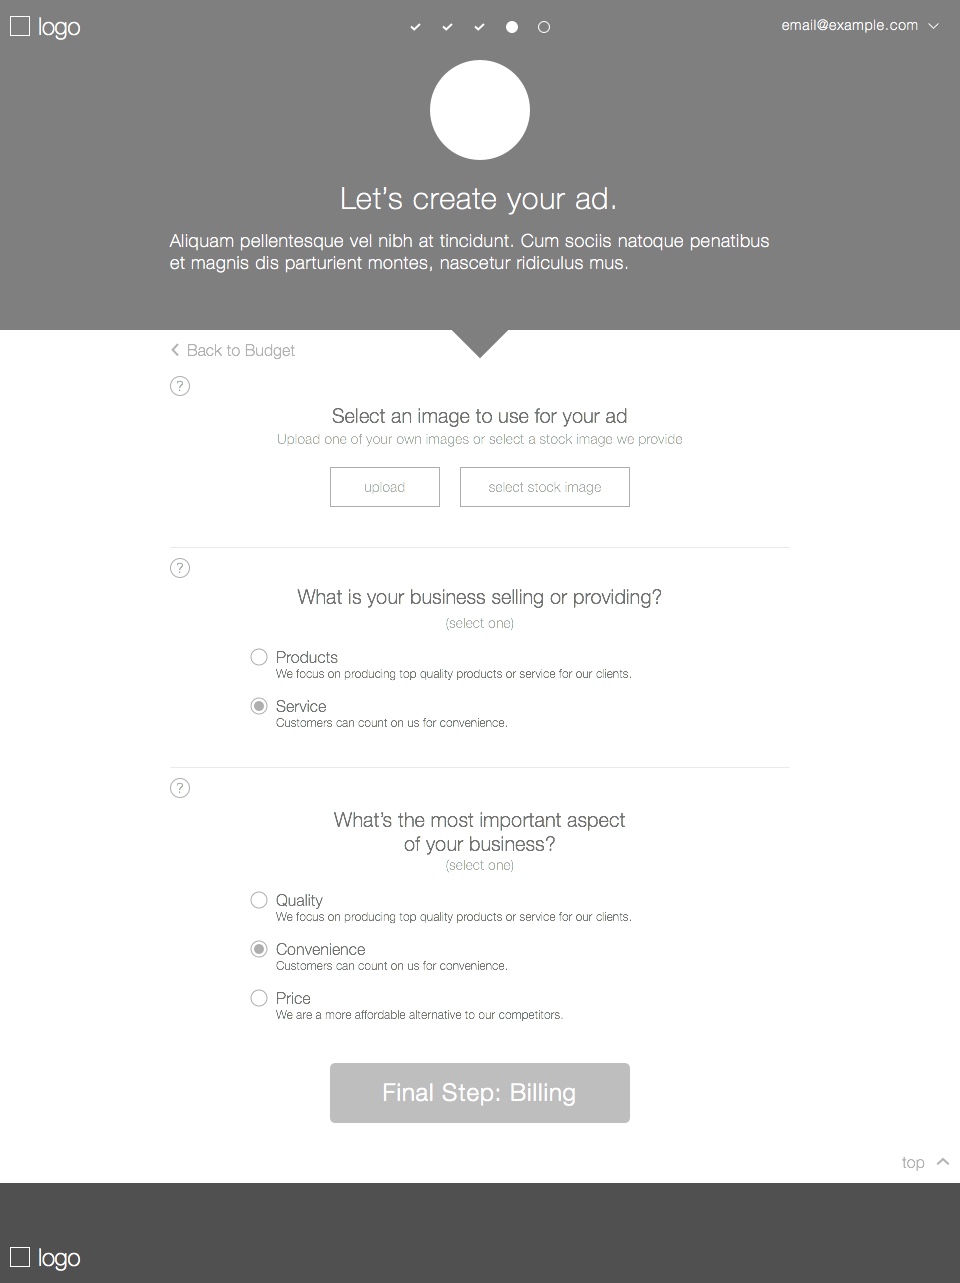 logo
email@example.com
Let's create your ad.
Aliquam pellentesque vel nibh at tincidunt. Cum sociis natoque penatibus
et magnis dis parturient montes, nascetur ridiculus mus.
Back to Budget
?
Select an image to use for your ad
Upload one of your own images or select a stock image we provide
upload
select stock image
?
What is your business selling or providing?
(select one)
Products
We focus on producing top quality products or service for our clients.
Service
Customers can count on us for convenience.
?
What's the most important aspect
of your business?
(select one)
Quality
We focus on producing top quality products or service for our clients.
Convenience
Customers can count on us for convenience.
Price
We are a more affordable alternative to our competitors.
Final Step: Billing
top
logo